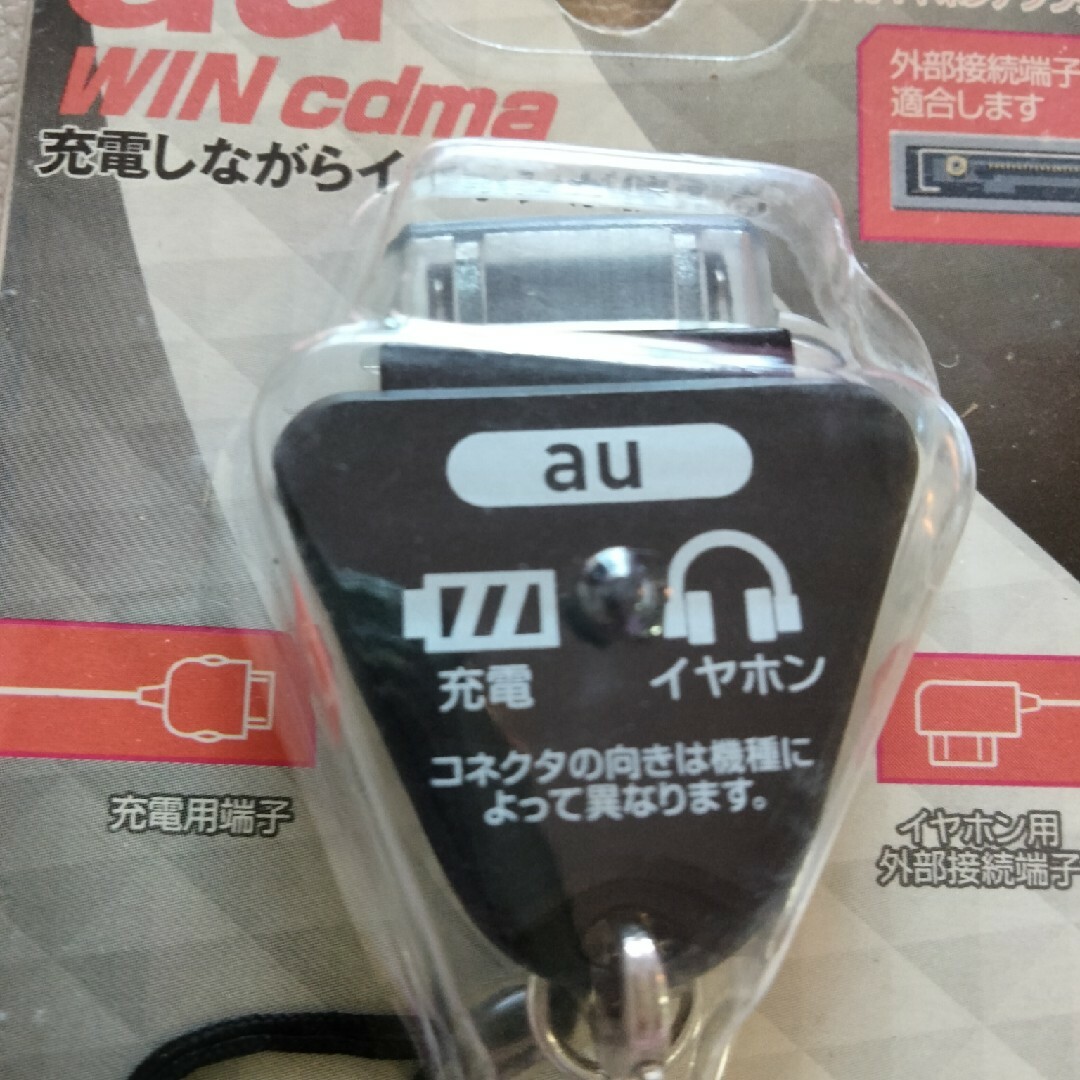 au
WIN cdma
充電しながらイ
外部接続端子
適合します
au
充電
イヤホン
コネクタの向きは機種に
よって異なります。
充電用端子
イヤホン用
外部接続端子